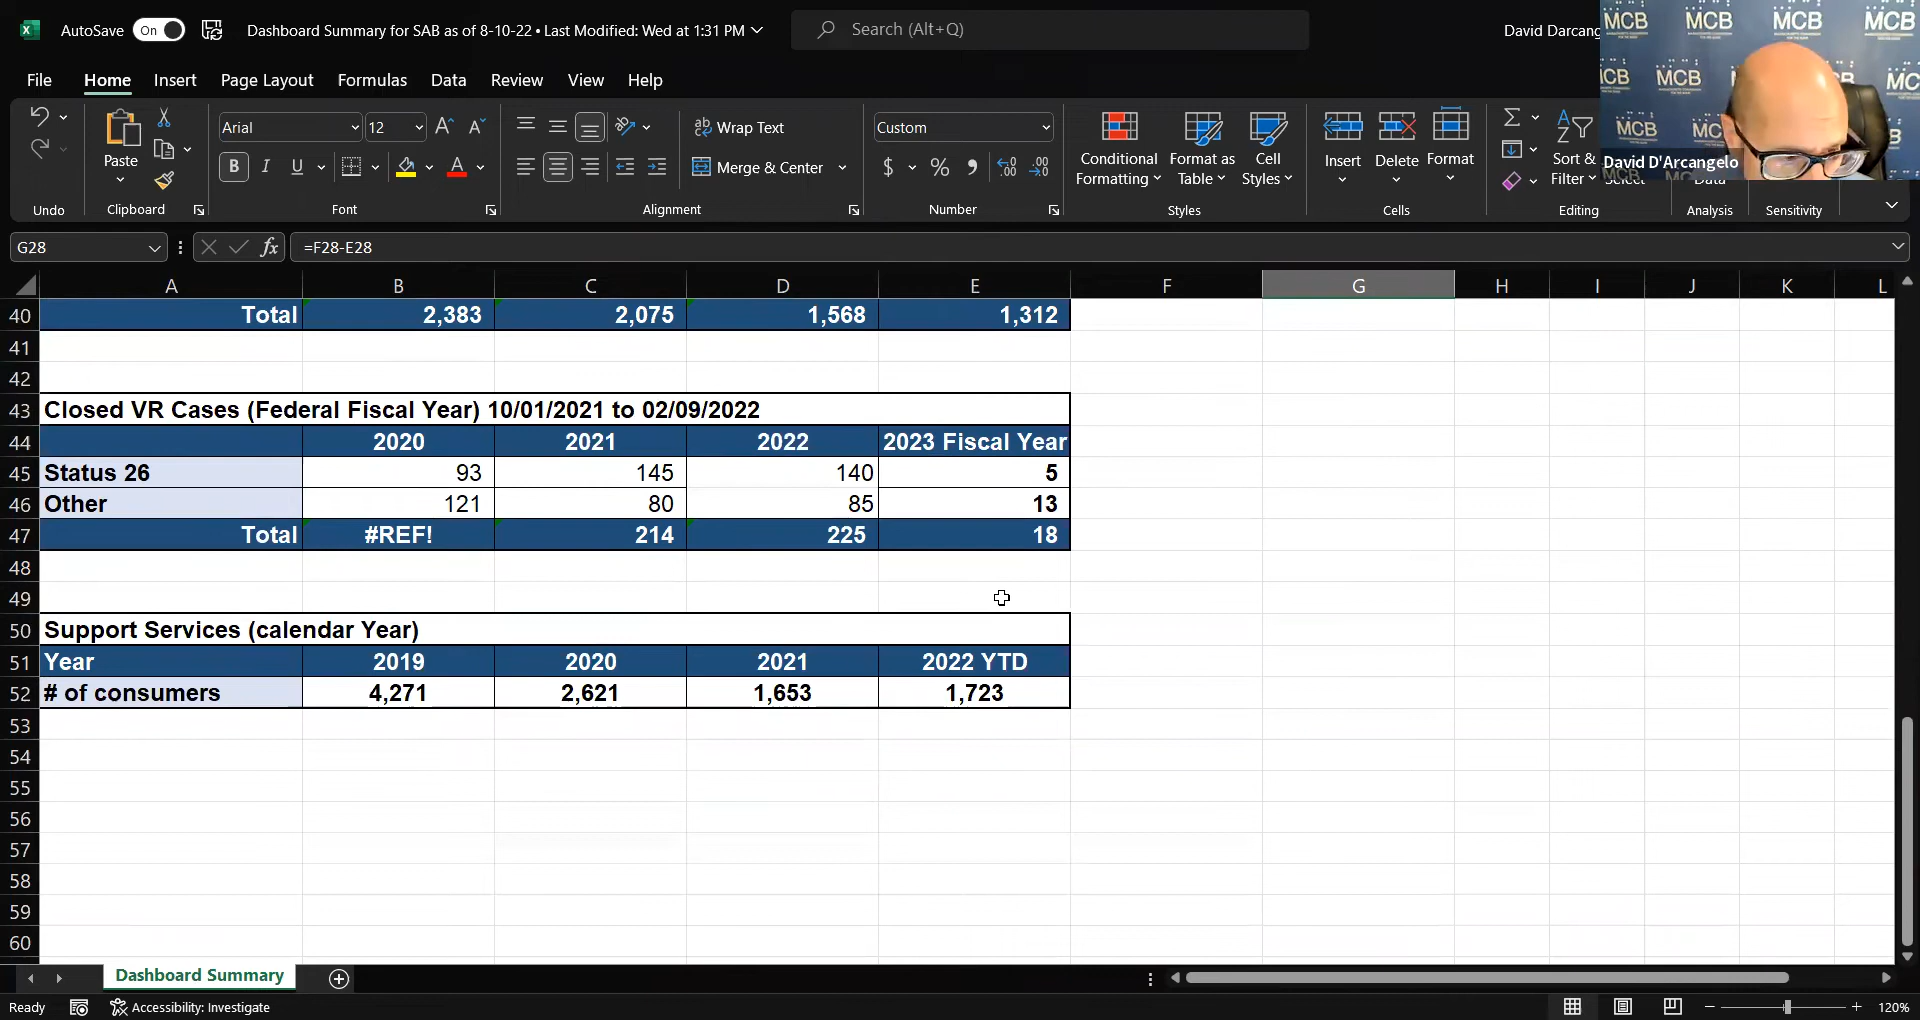 AutoSave On Dashboard Summary for SAB as of 8-10-22 • Last Modified: Wed at 1:31 PM Search (Alt+Q) David Darcang
File Home Insert Page Layout Formulas Data Review View Help
Arial 12 Wrap Text Custom
Paste B I U A Merge & Center $ % Conditional Formatting Format as Table Cell Styles Insert Delete Format Sort & Filter Select Data
Undo Clipboard Font Alignment Number Styles Cells Editing Analysis Sensitivity
MCB MCB MCB MCB
MCB MCB MC
MCB
David D'Arcangelo
G28 fx =F28-E28
A B C D E F G H I J K L
40 Total 2,383 2,075 1,568 1,312
41
42
43 Closed VR Cases (Federal Fiscal Year) 10/01/2021 to 02/09/2022
44 2020 2021 2022 2023 Fiscal Year
45 Status 26 93 145 140 5
46 Other 121 80 85 13
47 Total #REF! 214 225 18
48
49
50 Support Services (calendar Year)
51 Year 2019 2020 2021 2022 YTD
52 # of consumers 4,271 2,621 1,653 1,723
53
54
55
56
57
58
59
60
Dashboard Summary
Ready Accessibility: Investigate 120%